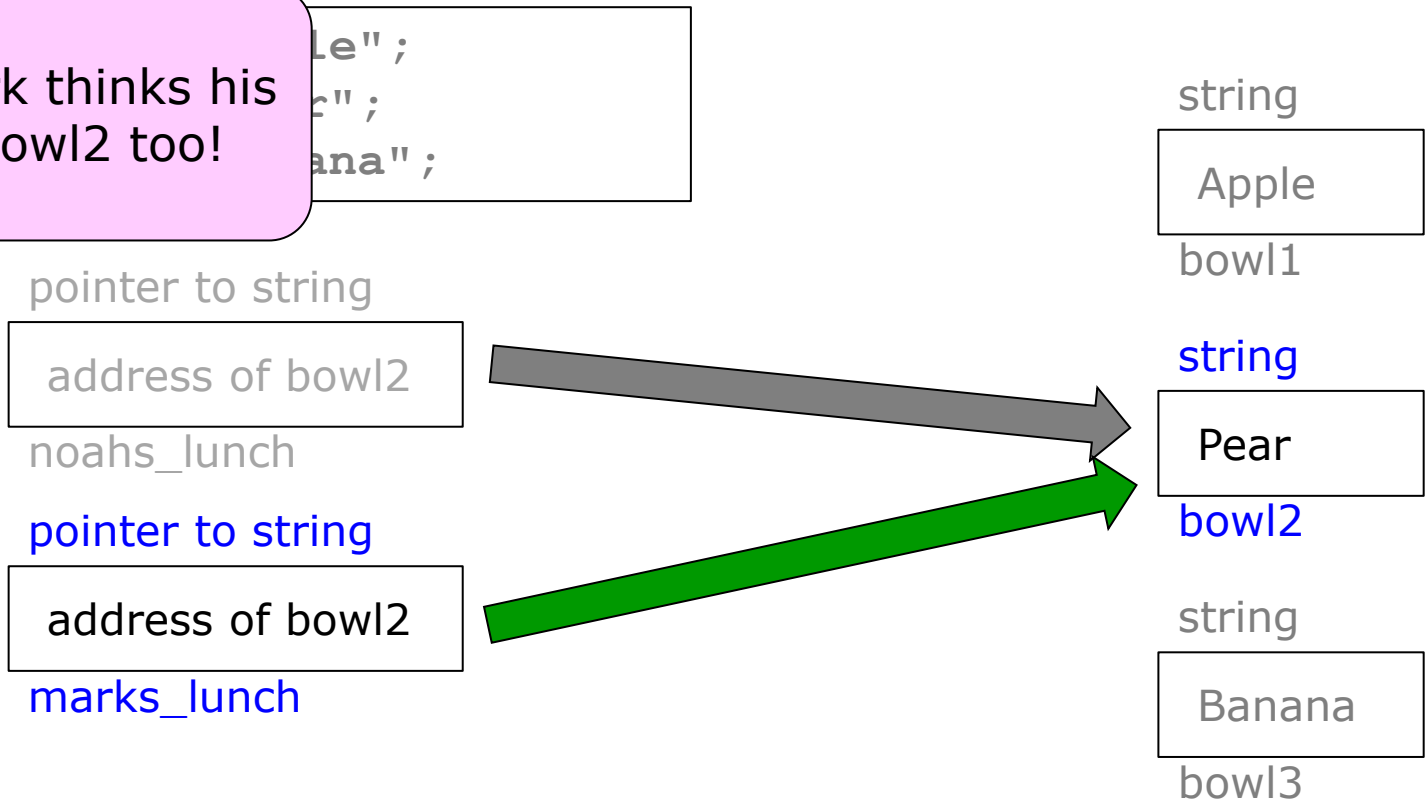 le";
k thinks his
r";
owl2 too!
ana";
pointer to string
address of bowl2
noahs_lunch
pointer to string
address of bowl2
marks_lunch
string
Apple
bowl1
string
Pear
bowl2
string
Banana
bowl3